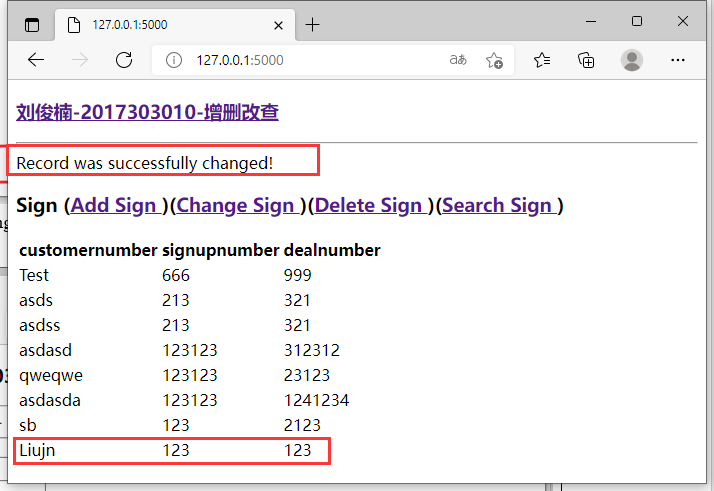 127.0.0.1:5000
127.0.0.1:5000
刘俊楠-2017303010-增删改查
Record was successfully changed!
Sign (Add Sign )(Change Sign )(Delete Sign )(Search Sign )
customernumber signupnumber dealnumber
Test 666 999
asds 213 321
asdss 213 321
asdasd 123123 312312
qweqwe 123123 23123
asdasda 123123 1241234
sb 123 2123
Liujn 123 123